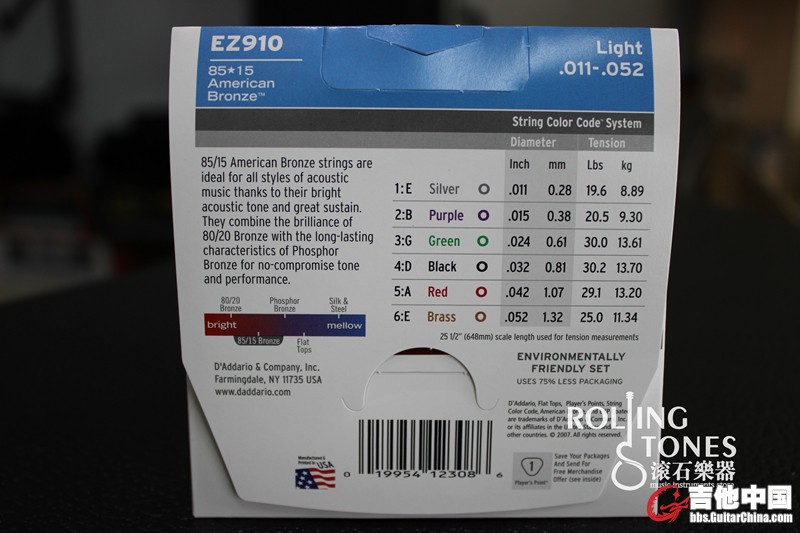 EZ910
85*15
American
Bronze™
Light
.011-.052
String Color Code™ System
Diameter Tension
Inch mm Lbs kg
85/15 American Bronze strings are
ideal for all styles of acoustic
music thanks to their bright
acoustic tone and great sustain.
They combine the brilliance of
80/20 Bronze with the long-lasting
characteristics of Phosphor
Bronze for no-compromise tone
and performance.
1:E Silver .011 0.28 19.6 8.89
2:B Purple .015 0.38 20.5 9.30
3:G Green .024 0.61 30.0 13.61
4:D Black .032 0.81 30.2 13.70
5:A Red .042 1.07 29.1 13.20
6:E Brass .052 1.32 25.0 11.34
25 1/2" (648mm) scale length used for tension measurements
80/20
Bronze
Phosphor
Bronze
Silk &
Steel
bright mellow
85/15 Bronze
Flat
Tops
D'Addario & Company, Inc.
Farmingdale, NY 11735 USA
www.daddario.com
ENVIRONMENTALLY
FRIENDLY SET
USES 75% LESS PACKAGING
D'Addario, Flat Tops, Player's Points, String
Color Code, American
are trademarks of D'Addario
or its affiliates in the
other countries. © 2007. All rights reserved.
Manufactured &
Printed in USA
0 19954 12308 6
1
Player's Point™
Save Your Packages
And Send For
Free Merchandise
Offer (see inside)
ROLLING
STONES
滾石樂器
music instruments store
吉他中国
bbs.GuitarChina.com